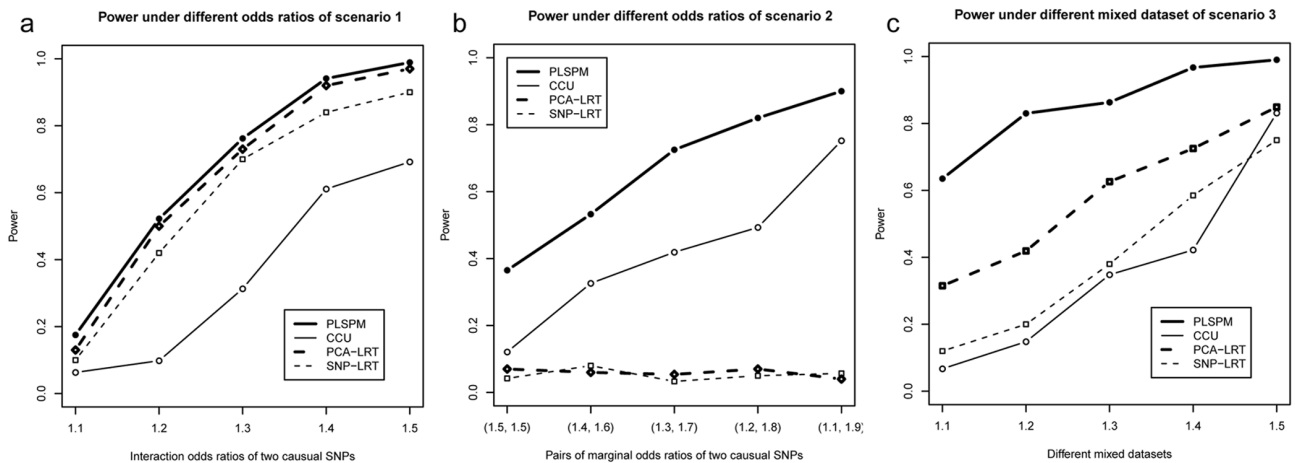 a
Power under different odds ratios of scenario 1
Power
0.0
0.2
0.4
0.6
0.8
1.0
PLSPM
CCU
PCA-LRT
SNP-LRT
1.1 1.2 1.3 1.4 1.5
Interaction odds ratios of two causual SNPs
b
Power under different odds ratios of scenario 2
Power
0.0
0.2
0.4
0.6
0.8
1.0
PLSPM
CCU
PCA-LRT
SNP-LRT
(1.5, 1.5) (1.4, 1.6) (1.3, 1.7) (1.2, 1.8) (1.1, 1.9)
Pairs of marginal odds ratios of two causual SNPs
c
Power under different mixed dataset of scenario 3
Power
0.0
0.2
0.4
0.6
0.8
1.0
PLSPM
CCU
PCA-LRT
SNP-LRT
1.1 1.2 1.3 1.4 1.5
Different mixed datasets